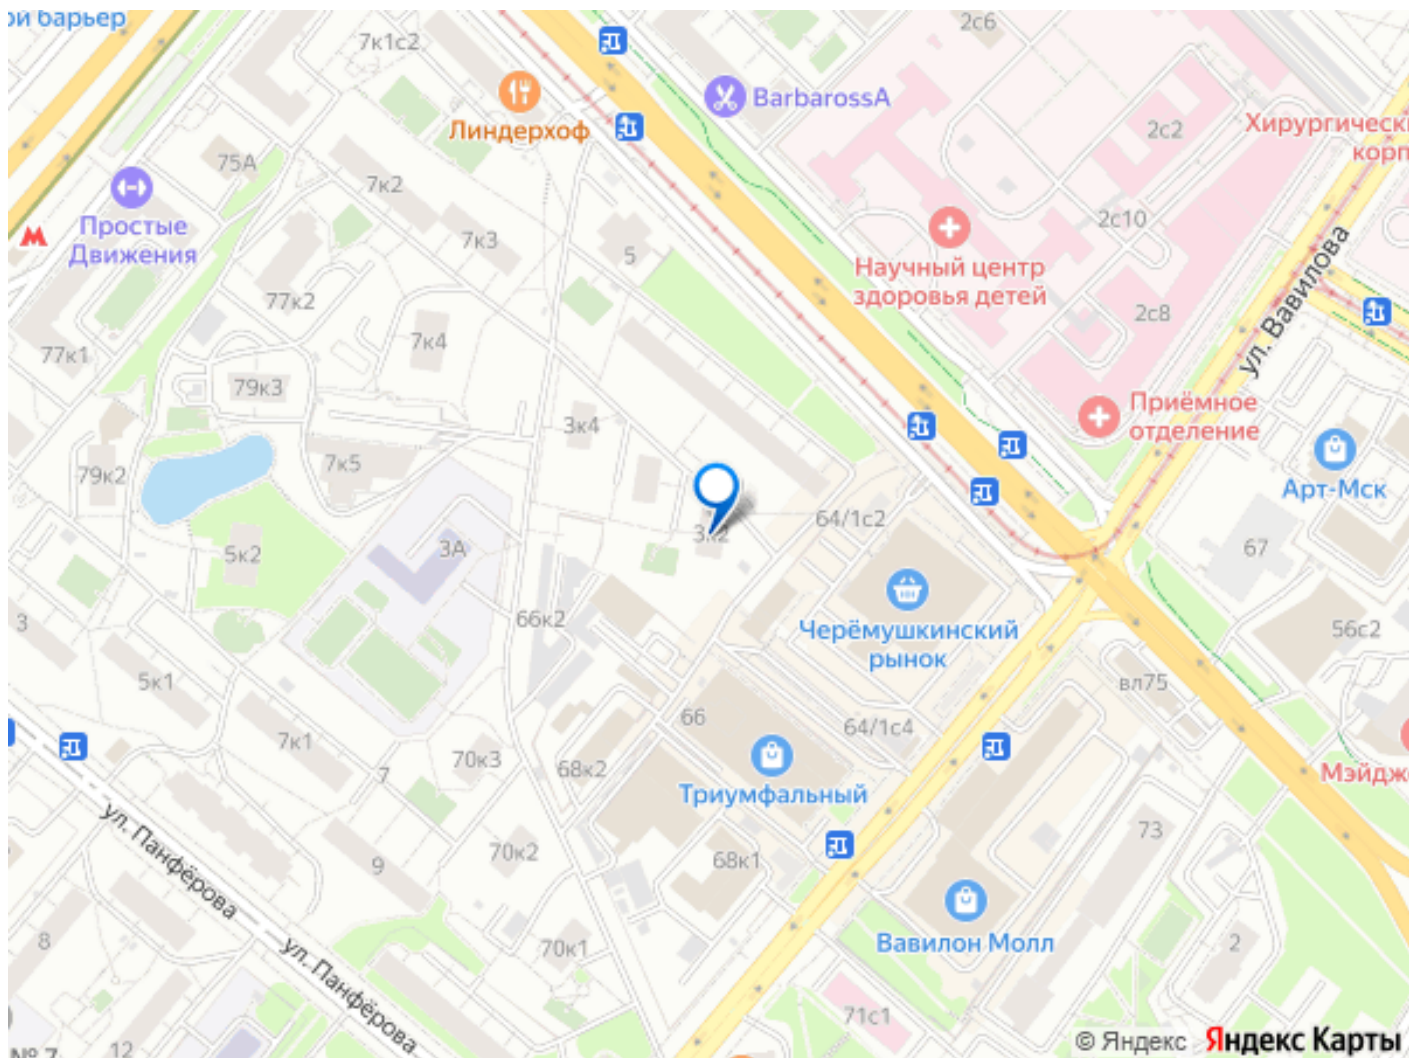 ой барьер
7к1с2
2с6
BarbarossA
Линдерхоф
2с2
Хирургически
корп
75А
7к2
Простые
Движения
7к3
5
2с10
Научный центр
здоровья детей
ул. Вавилова
77к2
2с8
77к1
7к4
79к3
3к4
Приёмное
отделение
7к5
79к2
Арт-Мск
64/1с2
3к2
3А
5к2
67
66к2
3
Черёмушкинский
рынок
56с2
5к1
вл75
66
64/1с4
7к1
70к3
7
68к2
Триумфальный
Мэйдже
ул. Панфёрова
73
9
70к2
68к1
8
70к1
Вавилон Молл
2
ул. Панфёрова
71с1
№ 7
12
© Яндекс Яндекс Карты